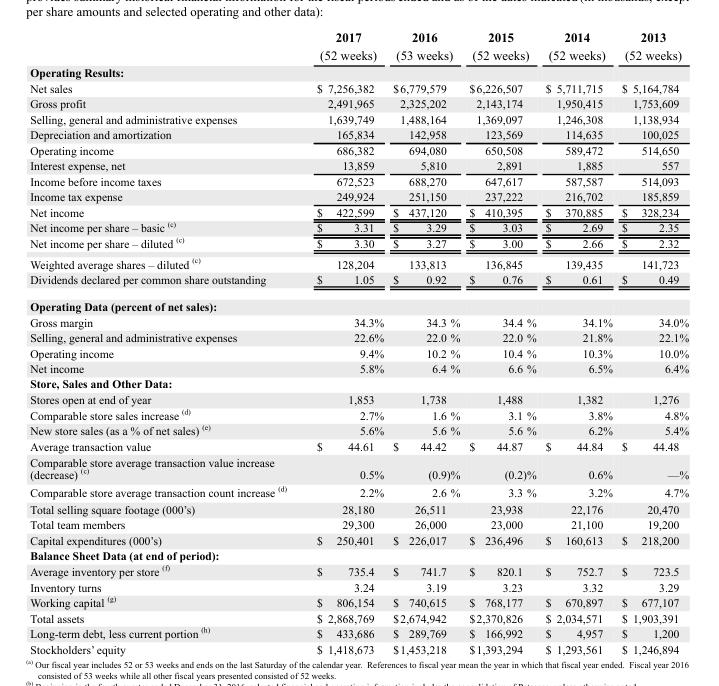 per share amounts and selected operating and other data):
2017 2016 2015 2014 2013
(52 weeks) (53 weeks) (52 weeks) (52 weeks) (52 weeks)
Operating Results:
Net sales $ 7,256,382 $6,779,579 $6,226,507 $ 5,711,715 $ 5,164,784
Gross profit 2,491,965 2,325,202 2,143,174 1,950,415 1,753,609
Selling, general and administrative expenses 1,639,749 1,488,164 1,369,097 1,246,308 1,138,934
Depreciation and amortization 165,834 142,958 123,569 114,635 100,025
Operating income 686,382 694,080 650,508 589,472 514,650
Interest expense, net 13,859 5,810 2,891 1,885 557
Income before income taxes 672,523 688,270 647,617 587,587 514,093
Income tax expense 249,924 251,150 237,222 216,702 185,859
Net income $ 422,599 $ 437,120 $ 410,395 $ 370,885 $ 328,234
Net income per share – basic (c) $ 3.31 $ 3.29 $ 3.03 $ 2.69 $ 2.35
Net income per share – diluted (c) $ 3.30 $ 3.27 $ 3.00 $ 2.66 $ 2.32
Weighted average shares – diluted (c) 128,204 133,813 136,845 139,435 141,723
Dividends declared per common share outstanding $ 1.05 $ 0.92 $ 0.76 $ 0.61 $ 0.49
Operating Data (percent of net sales):
Gross margin 34.3% 34.3 % 34.4 % 34.1% 34.0%
Selling, general and administrative expenses 22.6% 22.0 % 22.0 % 21.8% 22.1%
Operating income 9.4% 10.2 % 10.4 % 10.3% 10.0%
Net income 5.8% 6.4 % 6.6 % 6.5% 6.4%
Store, Sales and Other Data:
Stores open at end of year 1,853 1,738 1,488 1,382 1,276
Comparable store sales increase (d) 2.7% 1.6 % 3.1 % 3.8% 4.8%
New store sales (as a % of net sales) (e) 5.6% 5.6 % 5.6 % 6.2% 5.4%
Average transaction value $ 44.61 $ 44.42 $ 44.87 $ 44.84 $ 44.48
Comparable store average transaction value increase
(decrease) (c) 0.5% (0.9)% (0.2)% 0.6% —%
Comparable store average transaction count increase (d) 2.2% 2.6 % 3.3 % 3.2% 4.7%
Total selling square footage (000’s) 28,180 26,511 23,938 22,176 20,470
Total team members 29,300 26,000 23,000 21,100 19,200
Capital expenditures (000’s) $ 250,401 $ 226,017 $ 236,496 $ 160,613 $ 218,200
Balance Sheet Data (at end of period):
Average inventory per store (f) $ 735.4 $ 741.7 $ 820.1 $ 752.7 $ 723.5
Inventory turns 3.24 3.19 3.23 3.32 3.29
Working capital (g) $ 806,154 $ 740,615 $ 768,177 $ 670,897 $ 677,107
Total assets $ 2,868,769 $2,674,942 $2,370,826 $ 2,034,571 $ 1,903,391
Long-term debt, less current portion (h) $ 433,686 $ 289,769 $ 166,992 $ 4,957 $ 1,200
Stockholders’ equity $ 1,418,673 $1,453,218 $1,393,294 $ 1,293,561 $ 1,246,894
(a) Our fiscal year includes 52 or 53 weeks and ends on the last Saturday of the calendar year. References to fiscal year mean the year in which that fiscal year ended. Fiscal year 2016
consisted of 53 weeks while all other fiscal years presented consisted of 52 weeks.